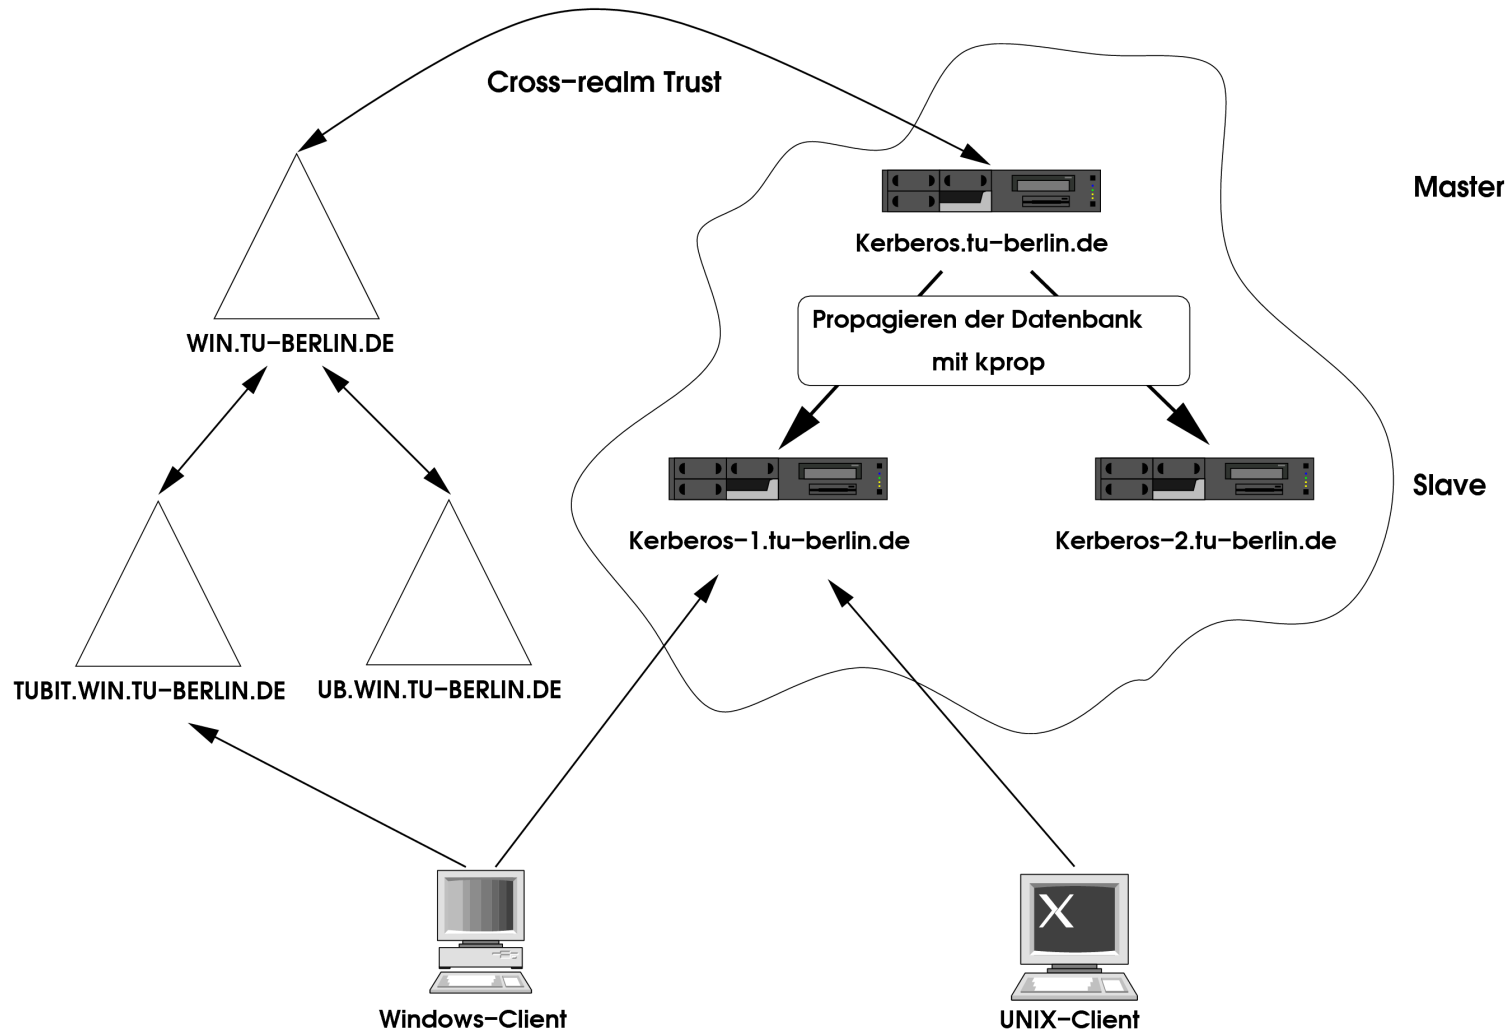 Cross-realm Trust
Master
Kerberos.tu-berlin.de
Propagieren der Datenbank
mit kprop
WIN.TU-BERLIN.DE
Slave
Kerberos-1.tu-berlin.de
Kerberos-2.tu-berlin.de
TUBIT.WIN.TU-BERLIN.DE
UB.WIN.TU-BERLIN.DE
X
Windows-Client
UNIX-Client